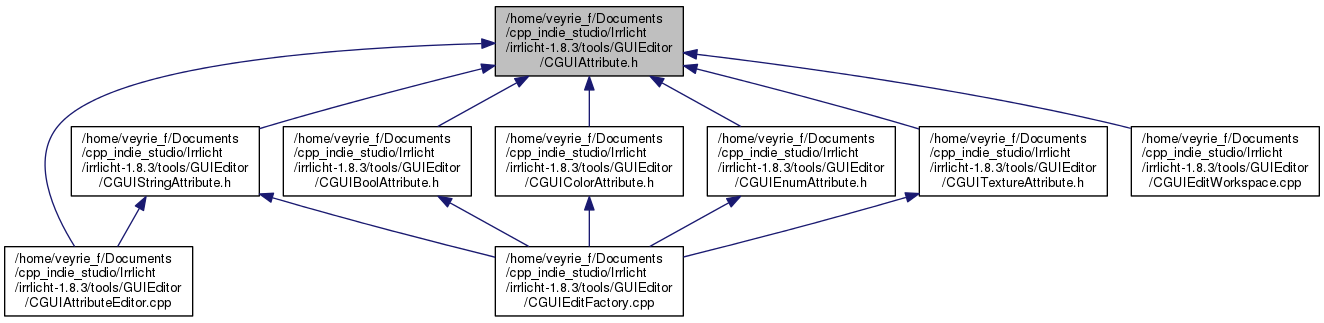 /home/veyrie_f/Documents
/cpp_indie_studio/Irrlicht
/irrlicht-1.8.3/tools/GUIEditor
/CGUIAttribute.h
/home/veyrie_f/Documents
/cpp_indie_studio/Irrlicht
/irrlicht-1.8.3/tools/GUIEditor
/CGUIStringAttribute.h
/home/veyrie_f/Documents
/cpp_indie_studio/Irrlicht
/irrlicht-1.8.3/tools/GUIEditor
/CGUIBoolAttribute.h
/home/veyrie_f/Documents
/cpp_indie_studio/Irrlicht
/irrlicht-1.8.3/tools/GUIEditor
/CGUIColorAttribute.h
/home/veyrie_f/Documents
/cpp_indie_studio/Irrlicht
/irrlicht-1.8.3/tools/GUIEditor
/CGUIEnumAttribute.h
/home/veyrie_f/Documents
/cpp_indie_studio/Irrlicht
/irrlicht-1.8.3/tools/GUIEditor
/CGUITextureAttribute.h
/home/veyrie_f/Documents
/cpp_indie_studio/Irrlicht
/irrlicht-1.8.3/tools/GUIEditor
/CGUIEditWorkspace.cpp
/home/veyrie_f/Documents
/cpp_indie_studio/Irrlicht
/irrlicht-1.8.3/tools/GUIEditor
/CGUIAttributeEditor.cpp
/home/veyrie_f/Documents
/cpp_indie_studio/Irrlicht
/irrlicht-1.8.3/tools/GUIEditor
/CGUIEditFactory.cpp